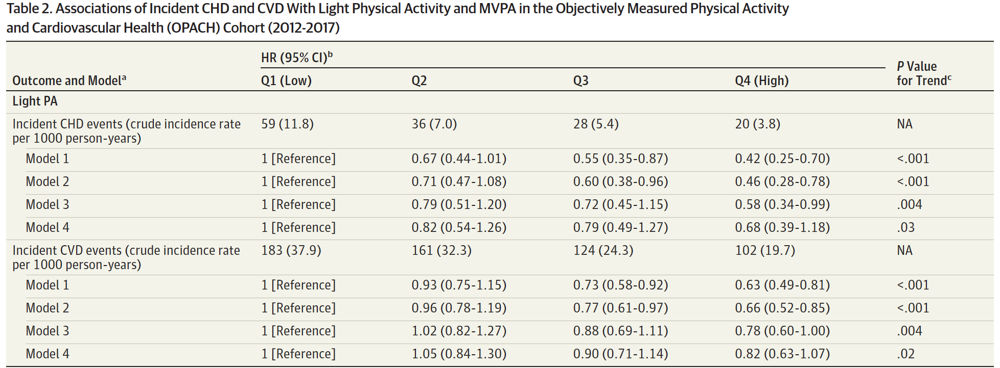 Table 2. Associations of Incident CHD and CVD With Light Physical Activity and MVPA in the Objectively Measured Physical Activity
and Cardiovascular Health (OPACH) Cohort (2012-2017)
HR (95% CI)b
P Value
Outcome and Modela Q1 (Low) Q2 Q3 Q4 (High) for Trendc
Light PA
Incident CHD events (crude incidence rate 59 (11.8) 36 (7.0) 28 (5.4) 20 (3.8) NA
per 1000 person-years)
Model 1 1 [Reference] 0.67 (0.44-1.01) 0.55 (0.35-0.87) 0.42 (0.25-0.70) <.001
Model 2 1 [Reference] 0.71 (0.47-1.08) 0.60 (0.38-0.96) 0.46 (0.28-0.78) <.001
Model 3 1 [Reference] 0.79 (0.51-1.20) 0.72 (0.45-1.15) 0.58 (0.34-0.99) .004
Model 4 1 [Reference] 0.82 (0.54-1.26) 0.79 (0.49-1.27) 0.68 (0.39-1.18) .03
Incident CVD events (crude incidence rate 183 (37.9) 161 (32.3) 124 (24.3) 102 (19.7) NA
per 1000 person-years)
Model 1 1 [Reference] 0.93 (0.75-1.15) 0.73 (0.58-0.92) 0.63 (0.49-0.81) <.001
Model 2 1 [Reference] 0.96 (0.78-1.19) 0.77 (0.61-0.97) 0.66 (0.52-0.85) <.001
Model 3 1 [Reference] 1.02 (0.82-1.27) 0.88 (0.69-1.11) 0.78 (0.60-1.00) .004
Model 4 1 [Reference] 1.05 (0.84-1.30) 0.90 (0.71-1.14) 0.82 (0.63-1.07) .02